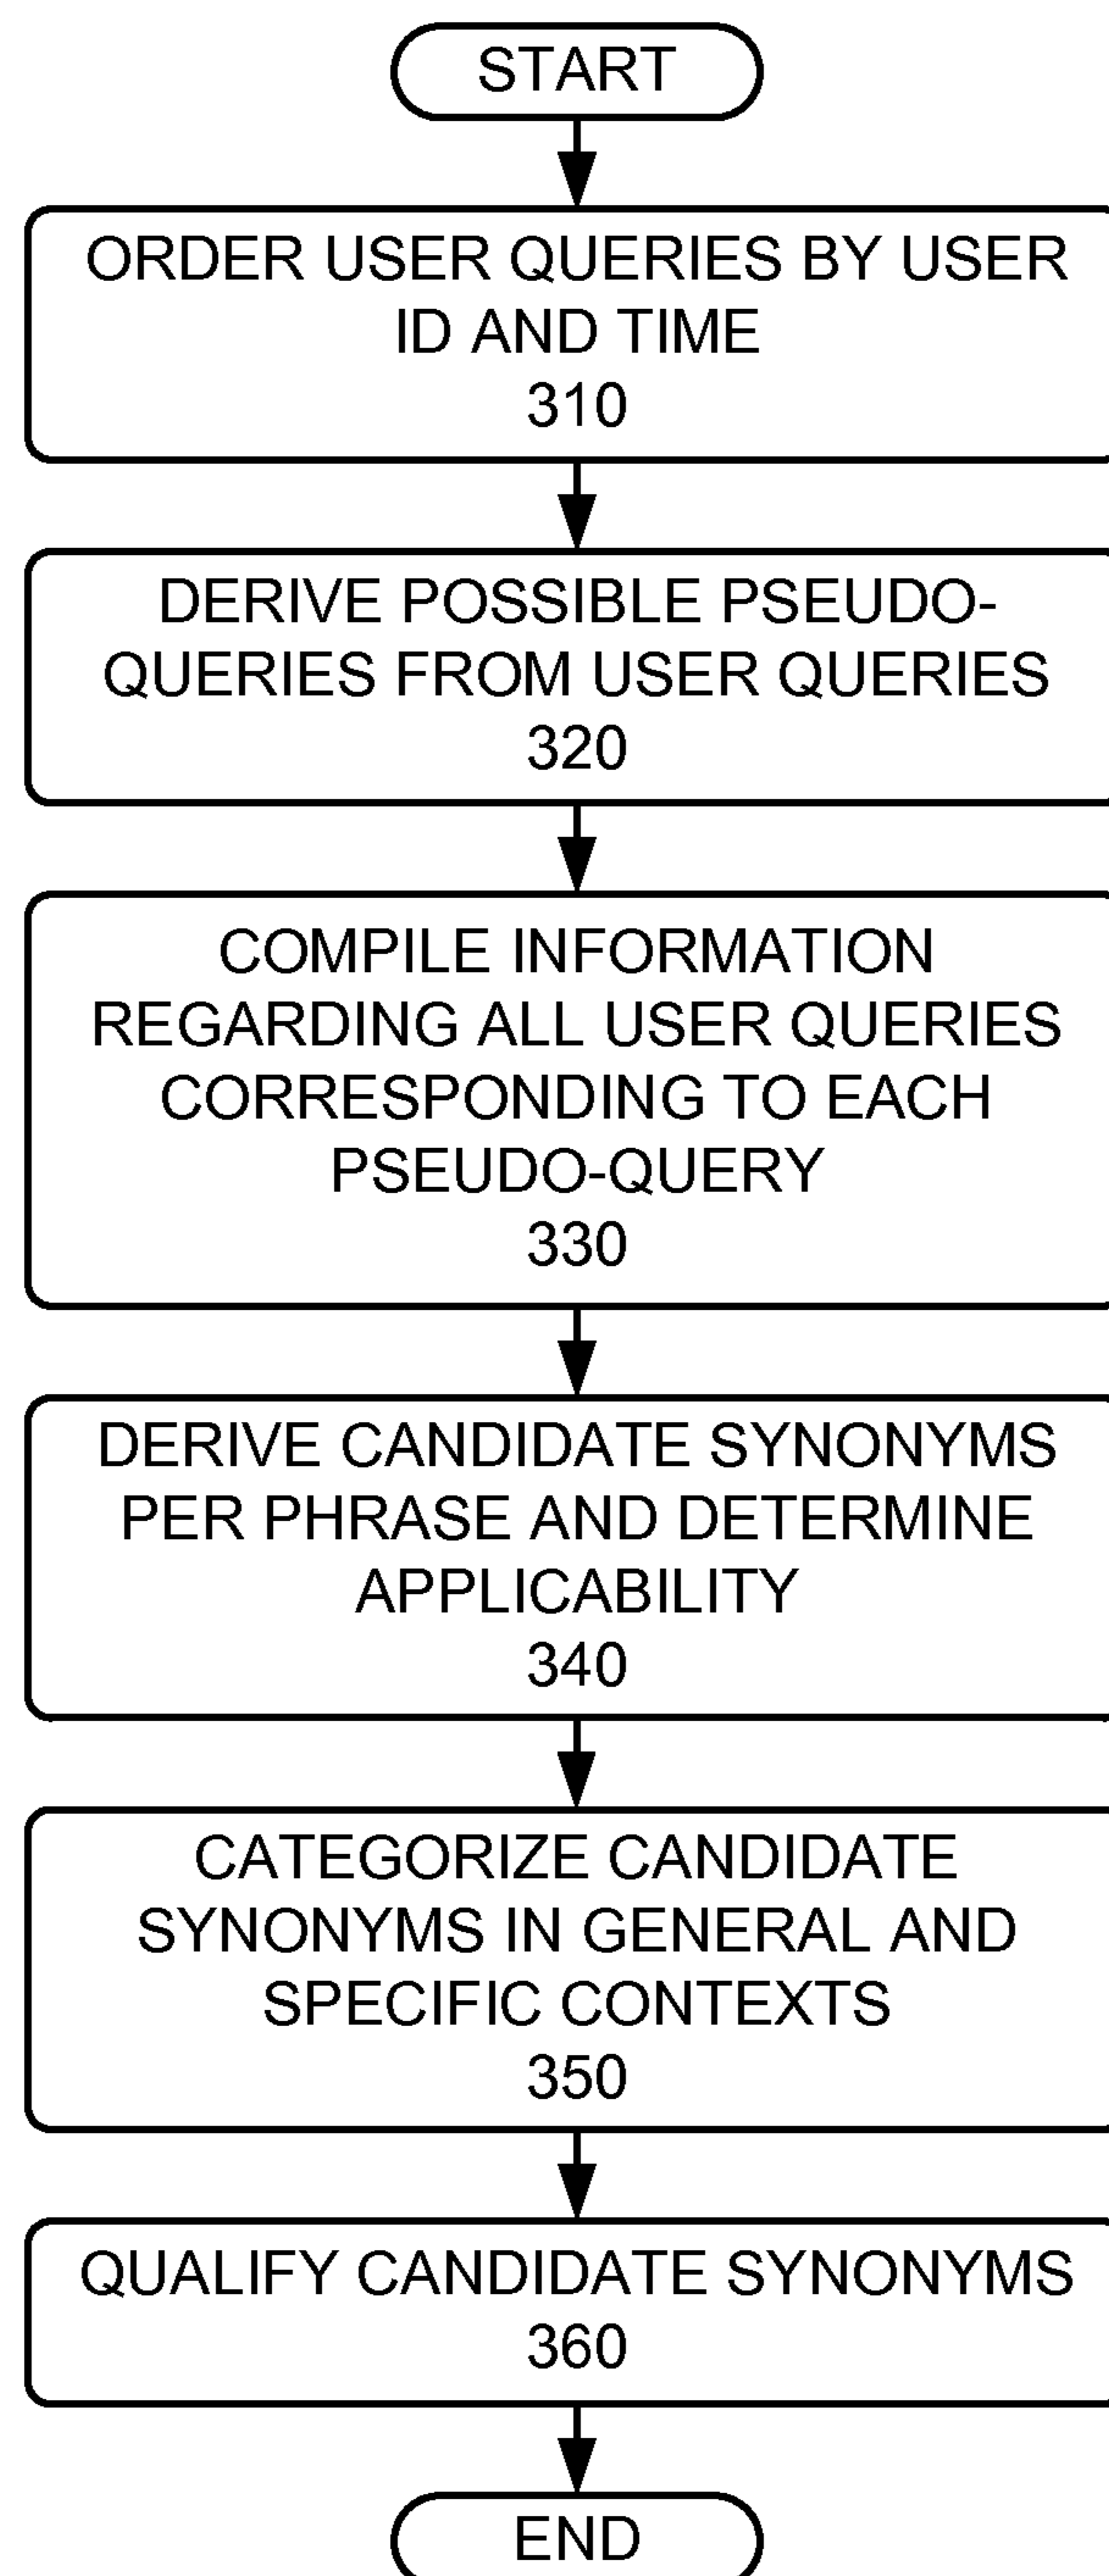 START
ORDER USER QUERIES BY USER
ID AND TIME
310
DERIVE POSSIBLE PSEUDO-
QUERIES FROM USER QUERIES
320
COMPILE INFORMATION
REGARDING ALL USER QUERIES
CORRESPONDING TO EACH
PSEUDO-QUERY
330
DERIVE CANDIDATE SYNONYMS
PER PHRASE AND DETERMINE
APPLICABILITY
340
CATEGORIZE CANDIDATE
SYNONYMS IN GENERAL AND
SPECIFIC CONTEXTS
350
QUALIFY CANDIDATE SYNONYMS
360
END